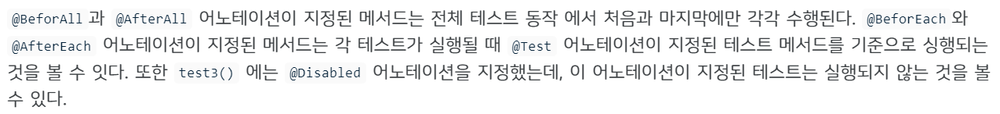 @BeforAll 과 @AfterAll 어노테이션이 지정된 메서드는 전체 테스트 동작 에서 처음과 마지막에만 각각 수행된다. @BeforEach 와
@AfterEach 어노테이션이 지정된 메서드는 각 테스트가 실행될 때 @Test 어노테이션이 지정된 테스트 메서드를 기준으로 싱행되는
것을 볼 수 잇다. 또한 test3() 에는 @Disabled 어노테이션을 지정했는데, 이 어노테이션이 지정된 테스트는 실행되지 않는 것을 볼
수 있다.